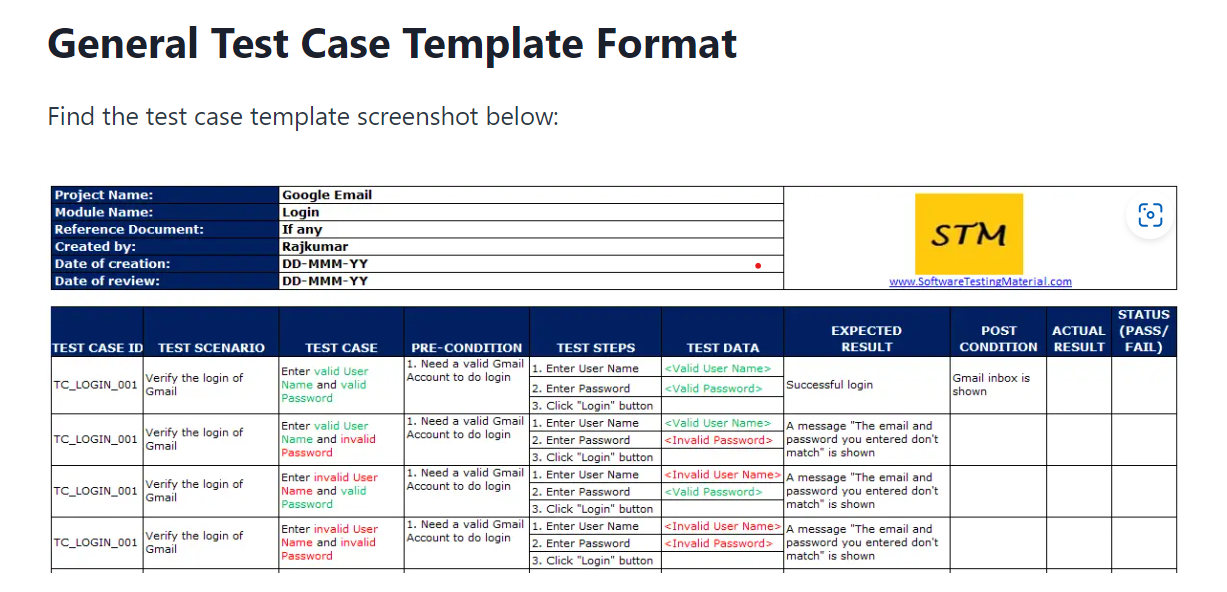 General Test Case Template Format
Find the test case template screenshot below:
Project Name: Google Email
Module Name: Login
Reference Document: If any
Created by: Rajkumar
Date of creation: DD-MMM-YY
Date of review: DD-MMM-YY
STM
www.SoftwareTestingMaterial.com
TEST CASE ID TEST SCENARIO TEST CASE PRE-CONDITION TEST STEPS TEST DATA EXPECTED RESULT POST CONDITION ACTUAL RESULT STATUS (PASS/ FAIL)
TC_LOGIN_001
Verify the login of
Gmail
Enter valid User
Name and valid
Password
1. Need a valid Gmail
Account to do login
1. Enter User Name <Valid User Name>
2. Enter Password <Valid Password>
3. Click "Login" button
Successful login
Gmail inbox is
shown
TC_LOGIN_001
Verify the login of
Gmail
Enter valid User
Name and invalid
Password
1. Need a valid Gmail
Account to do login
1. Enter User Name <Valid User Name>
2. Enter Password <Invalid Password>
3. Click "Login" button
A message "The email and
password you entered don't
match" is shown
TC_LOGIN_001
Verify the login of
Gmail
Enter invalid User
Name and valid
Password
1. Need a valid Gmail
Account to do login
1. Enter User Name <Invalid User Name>
2. Enter Password <Valid Password>
3. Click "Login" button
A message "The email and
password you entered don't
match" is shown
TC_LOGIN_001
Verify the login of
Gmail
Enter invalid User
Name and invalid
Password
1. Need a valid Gmail
Account to do login
1. Enter User Name <Invalid User Name>
2. Enter Password <Invalid Password>
3. Click "Login" button
A message "The email and
password you entered don't
match" is shown